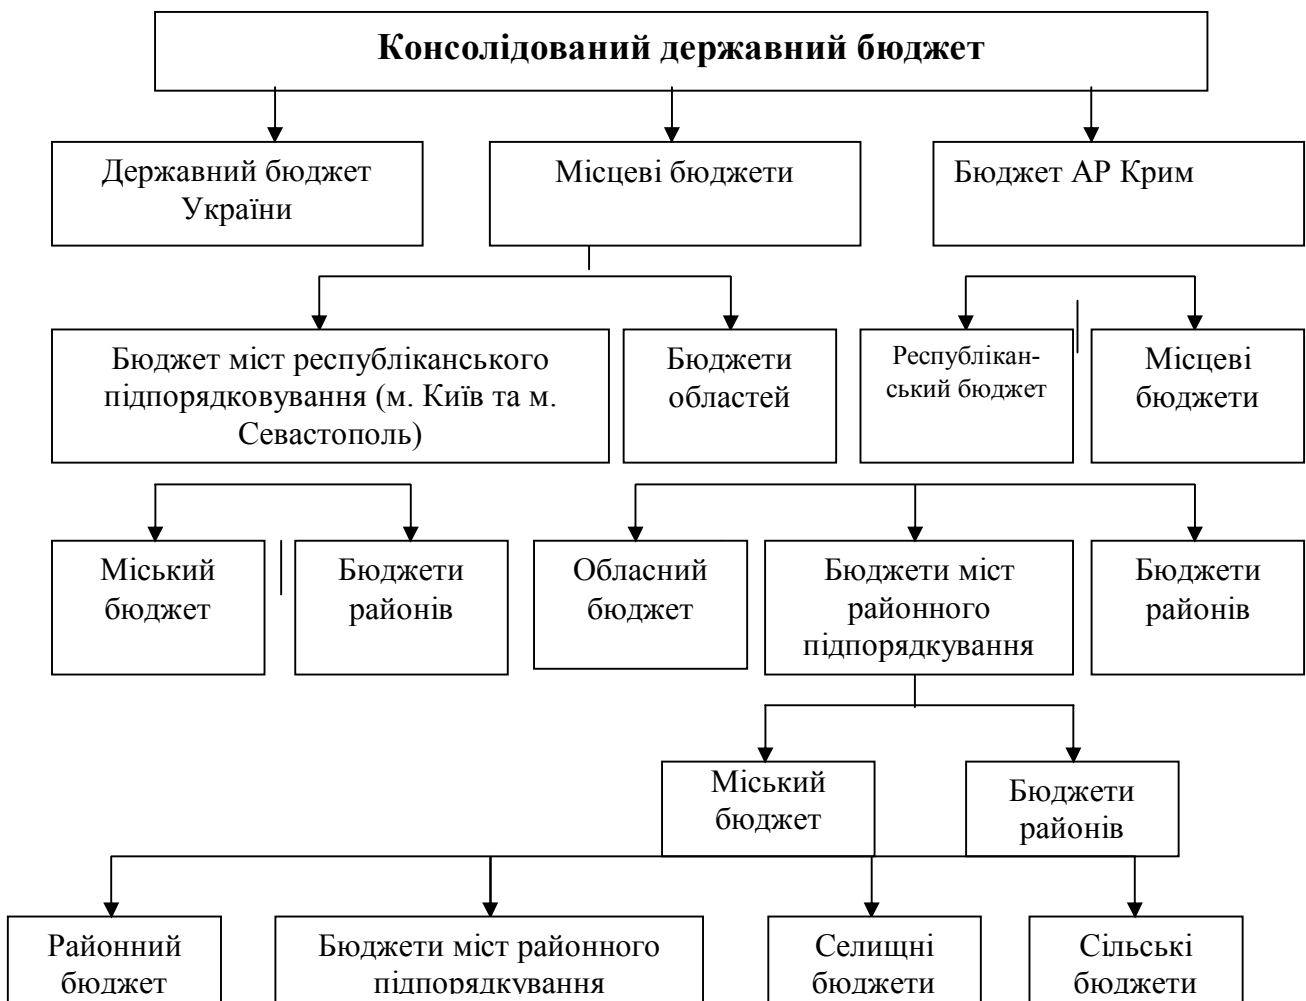 Консолідований державний бюджет
Державний бюджет
України
Місцеві бюджети
Бюджет АР Крим
Бюджет міст республіканського
підпорядковування (м. Київ та м.
Севастополь)
Бюджети
областей
Республікан-
ський бюджет
Місцеві
бюджети
Міський
бюджет
Бюджети
районів
Обласний
бюджет
Бюджети міст
районного
підпорядкування
Бюджети
районів
Міський
бюджет
Бюджети
районів
Районний
бюджет
Бюджети міст районного
підпорядкування
Селищні
бюджети
Сільські
бюджети